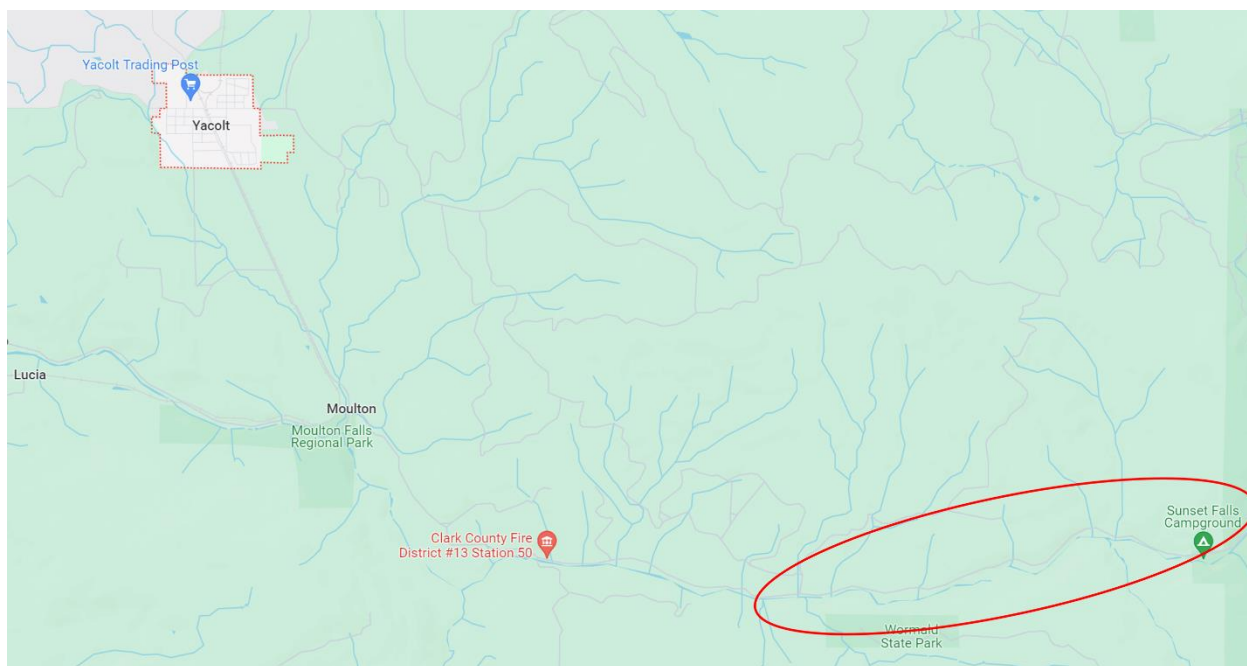 Yacolt Trading Post
Yacolt
Lucia
Moulton
Moulton Falls
Regional Park
Clark County Fire
District #13 Station 50
Sunset Falls
Campground
Wormald
State Park